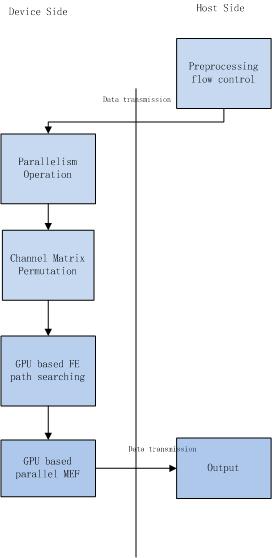 Device Side
Host Side
Preprocessing
flow control
Data transmission
Parallelism
Operation
Channel Matrix
Permutation
GPU based FE
path searching
GPU based
parallel MEF
Data transmission
Output